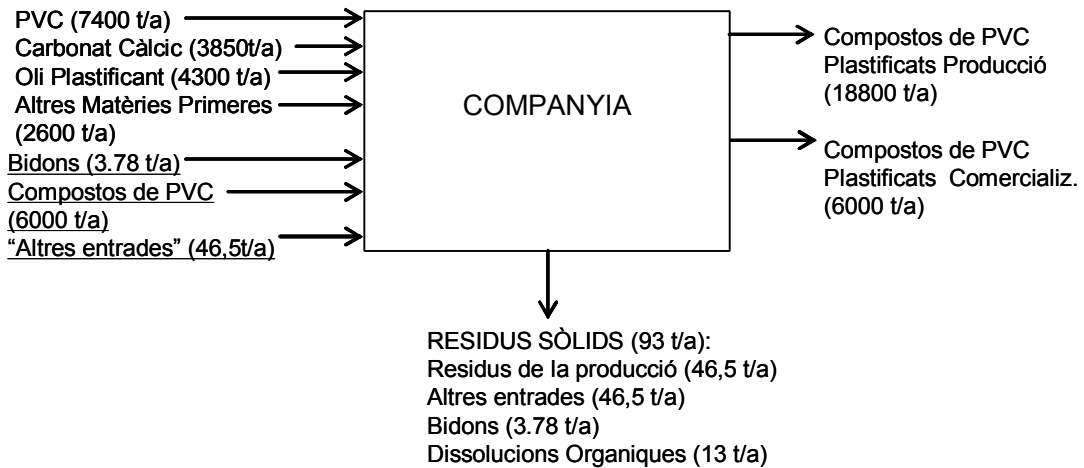 PVC (7400 t/a)
Carbonat Càlcic (3850t/a)
Oli Plastificant (4300 t/a)
Altres Matèries Primeres
(2600 t/a)
Bidons (3.78 t/a)
Compostos de PVC
(6000 t/a)
“Altres entrades” (46,5t/a)
COMPANYIA
Compostos de PVC
Plastificats Producció
(18800 t/a)
Compostos de PVC
Plastificats Comercializ.
(6000 t/a)
RESIDUS SÒLIDS (93 t/a):
Residus de la producció (46,5 t/a)
Altres entrades (46,5 t/a)
Bidons (3.78 t/a)
Dissolucions Organiques (13 t/a)